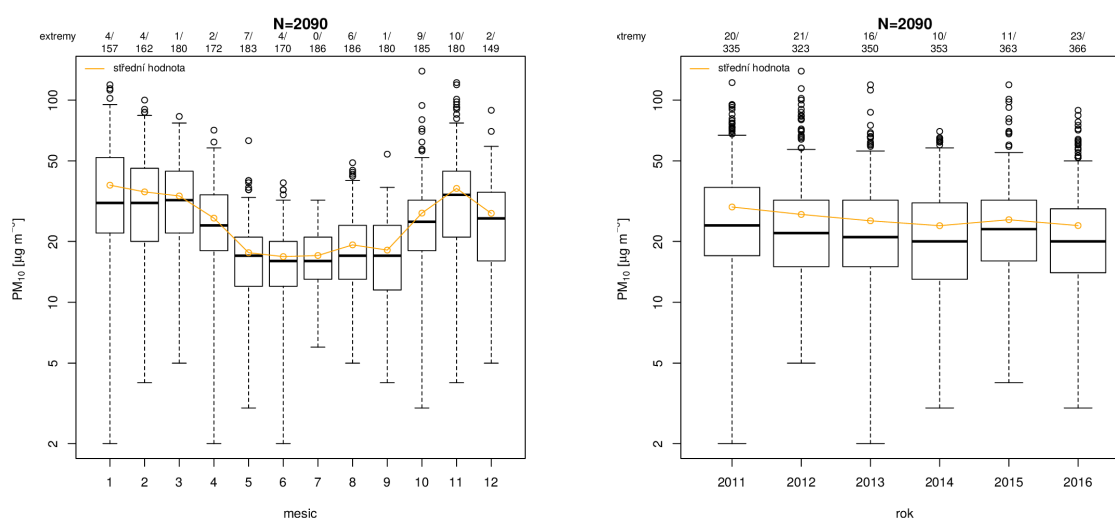 N=2090
extremy 4/ 4/ 1/ 2/ 7/ 4/ 0/ 6/ 1/ 9/ 10/ 2/
157 162 180 172 183 170 186 186 180 185 180 149
střední hodnota
100
50
20
10
5
2
PM10 [µg m−3]
1 2 3 4 5 6 7 8 9 10 11 12
mesic
N=2090
xtremy 20/ 21/ 16/ 10/ 11/ 23/
335 323 350 353 363 366
střední hodnota
100
50
20
10
5
2
PM10 [µg m−3]
2011 2012 2013 2014 2015 2016
rok